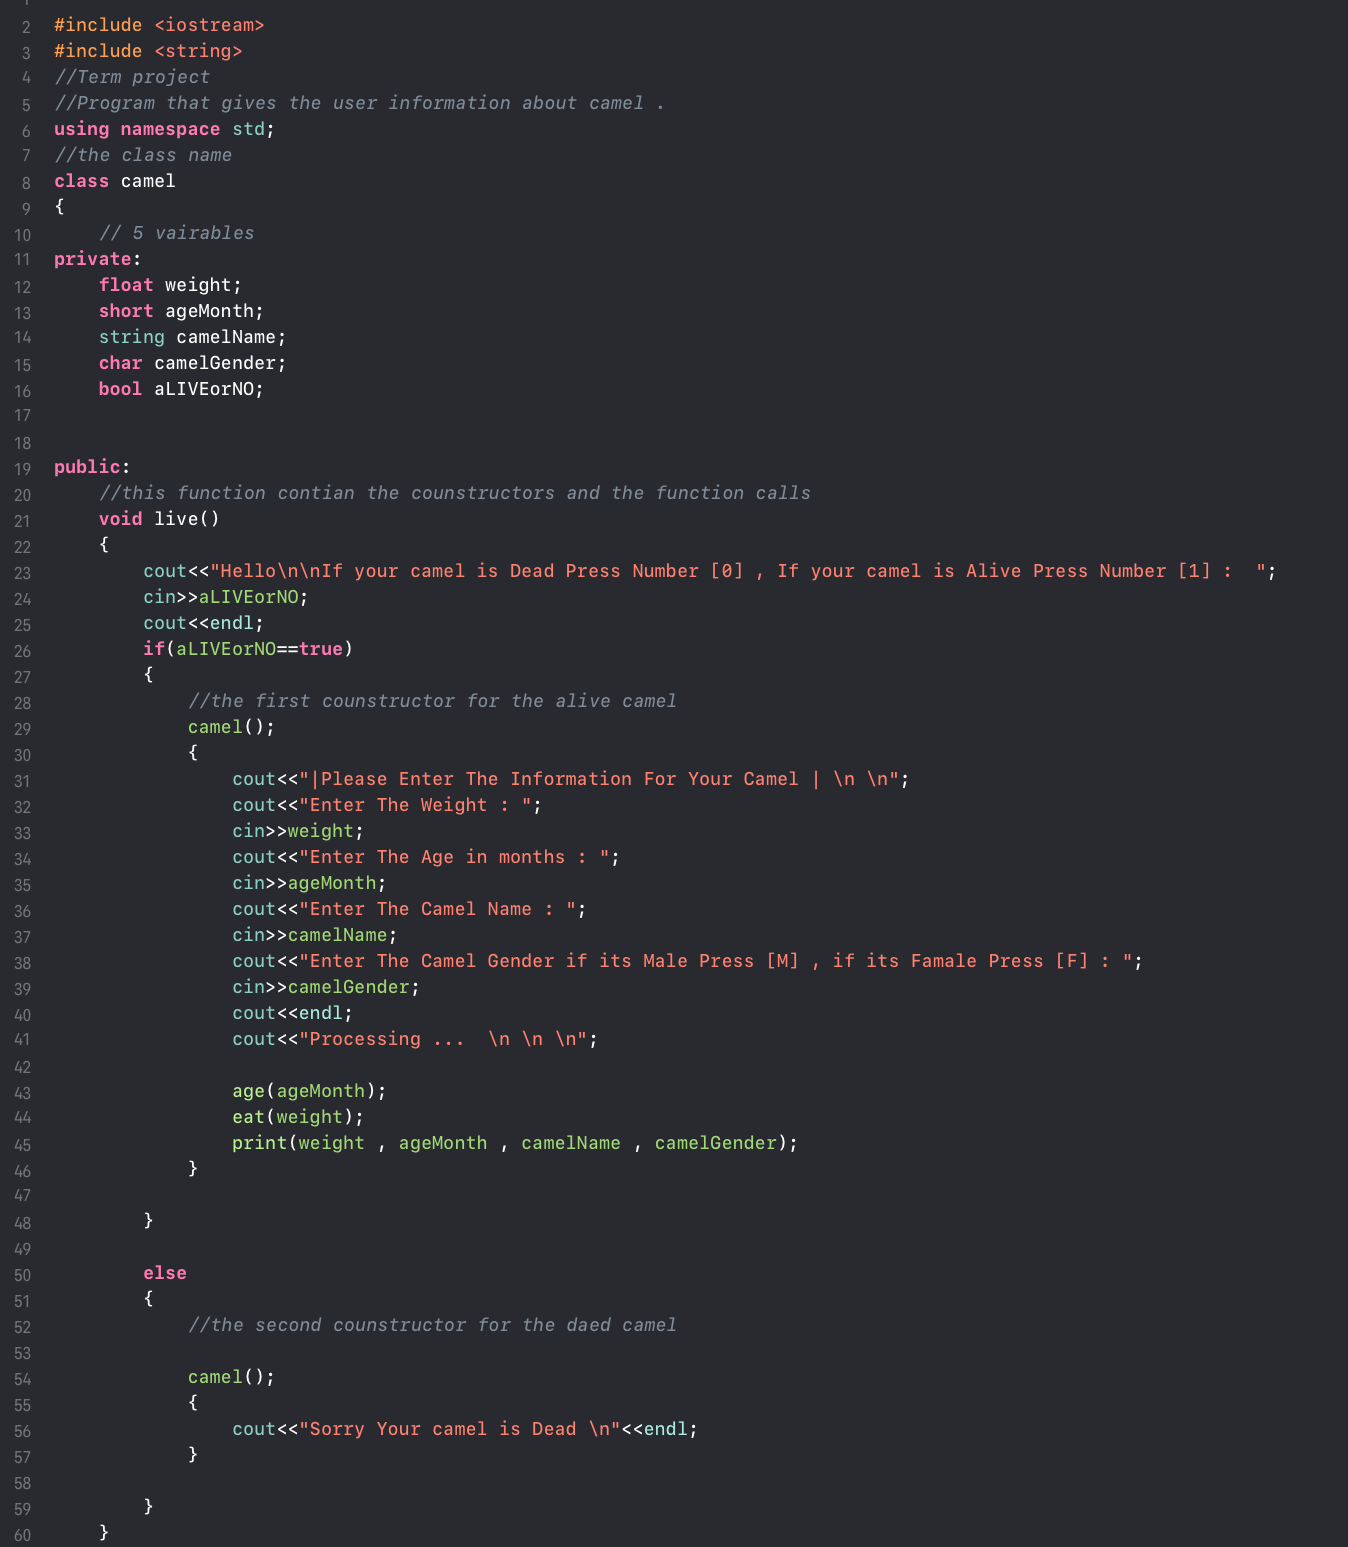 1
2 #include <iostream>
3 #include <string>
4 //Term project
5 //Program that gives the user information about camel .
6 using namespace std;
7 //the class name
8 class camel
9 {
10     // 5 vairables
11 private:
12     float weight;
13     short ageMonth;
14     string camelName;
15     char camelGender;
16     bool aLIVEorNO;
17
18
19 public:
20     //this function contian the counstructors and the function calls
21     void live()
22     {
23         cout<<"Hello\n\nIf your camel is Dead Press Number [0] , If your camel is Alive Press Number [1] :  ";
24         cin>>aLIVEorNO;
25         cout<<endl;
26         if(aLIVEorNO==true)
27         {
28             //the first counstructor for the alive camel
29             camel();
30             {
31                 cout<<"|Please Enter The Information For Your Camel | \n \n";
32                 cout<<"Enter The Weight : ";
33                 cin>>weight;
34                 cout<<"Enter The Age in months : ";
35                 cin>>ageMonth;
36                 cout<<"Enter The Camel Name : ";
37                 cin>>camelName;
38                 cout<<"Enter The Camel Gender if its Male Press [M] , if its Famale Press [F] : ";
39                 cin>>camelGender;
40                 cout<<endl;
41                 cout<<"Processing ...  \n \n \n";
42
43                 age(ageMonth);
44                 eat(weight);
45                 print(weight , ageMonth , camelName , camelGender);
46             }
47
48         }
49
50         else
51         {
52             //the second counstructor for the daed camel
53
54             camel();
55             {
56                 cout<<"Sorry Your camel is Dead \n"<<endl;
57             }
58
59         }
60     }